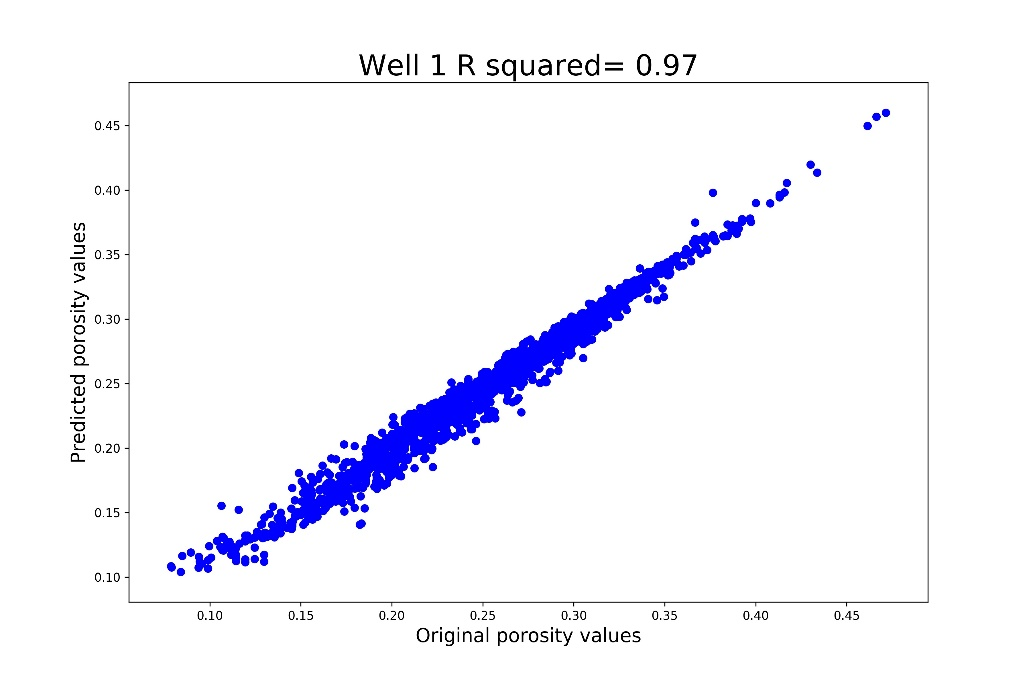 Well 1 R squared= 0.97
Predicted porosity values
0.45
0.40
0.35
0.30
0.25
0.20
0.15
0.10
0.10 0.15 0.20 0.25 0.30 0.35 0.40 0.45
Original porosity values